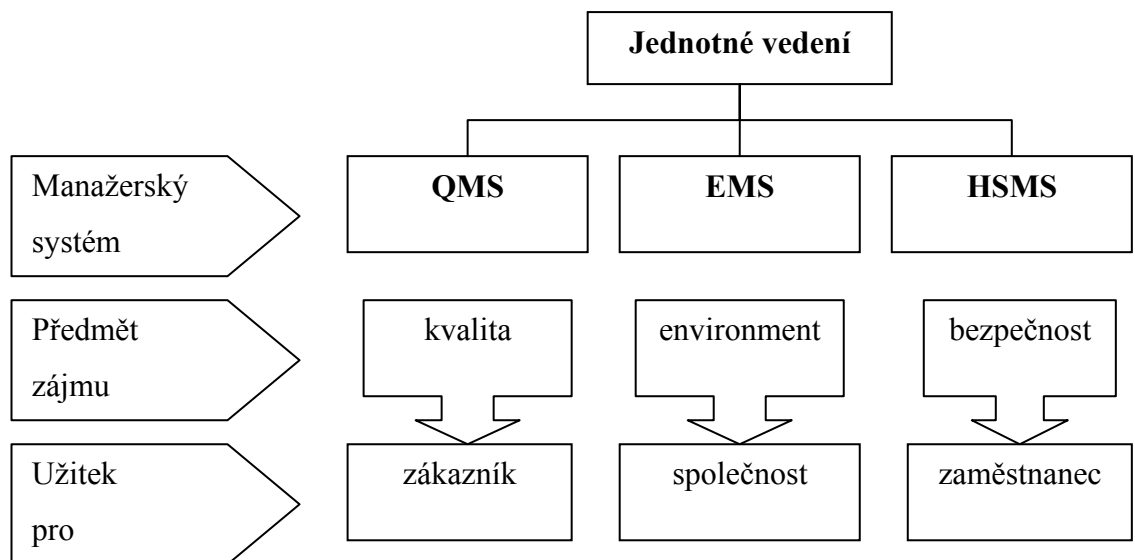 Jednotné vedení
Manažerský
systém
QMS
EMS
HSMS
Předmět
zájmu
kvalita
environment
bezpečnost
Užitek
pro
zákazník
společnost
zaměstnanec